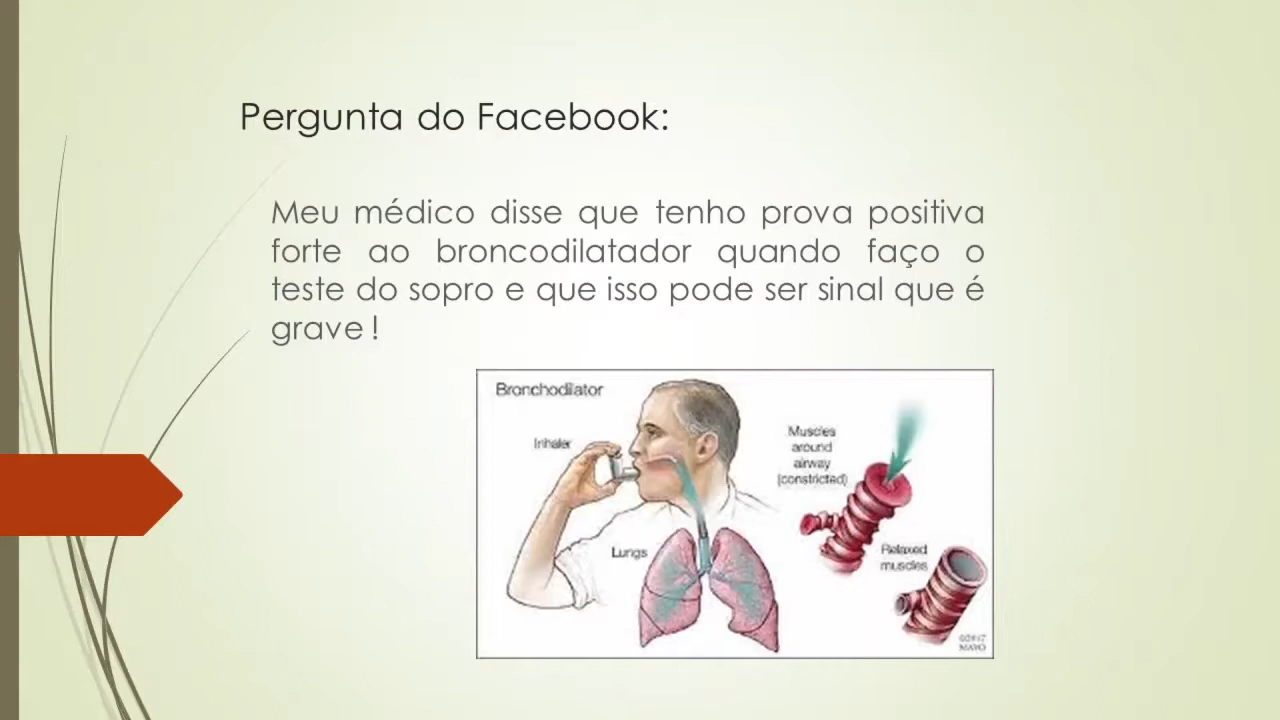 Pergunta do Facebook:
Meu médico disse que tenho prova positiva
forte ao broncodilatador quando faço o
teste do sopro e que isso pode ser sinal que é
grave !
Bronchodilator
Inhaler
Muscles
around
airway
(constricted)
Lungs
Relaxed
muscles
MAYO